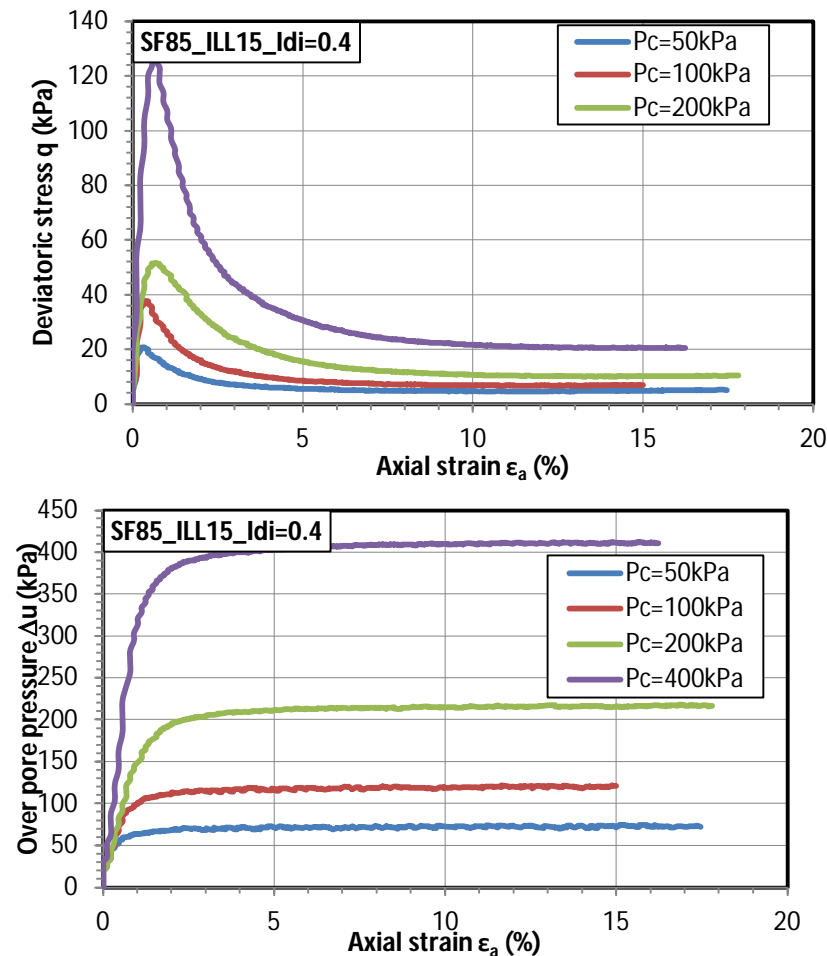 SF85_ILL15_Idi=0.4
Pc=50kPa
Pc=100kPa
Pc=200kPa
Deviatoric stress q (kPa)
140
120
100
80
60
40
20
0
0
5
10
15
20
Axial strain εa (%)
SF85_ILL15_Idi=0.4
Pc=50kPa
Pc=100kPa
Pc=200kPa
Pc=400kPa
Over pore pressure Δu (kPa)
450
400
350
300
250
200
150
100
50
0
0
5
10
15
20
Axial strain εa (%)